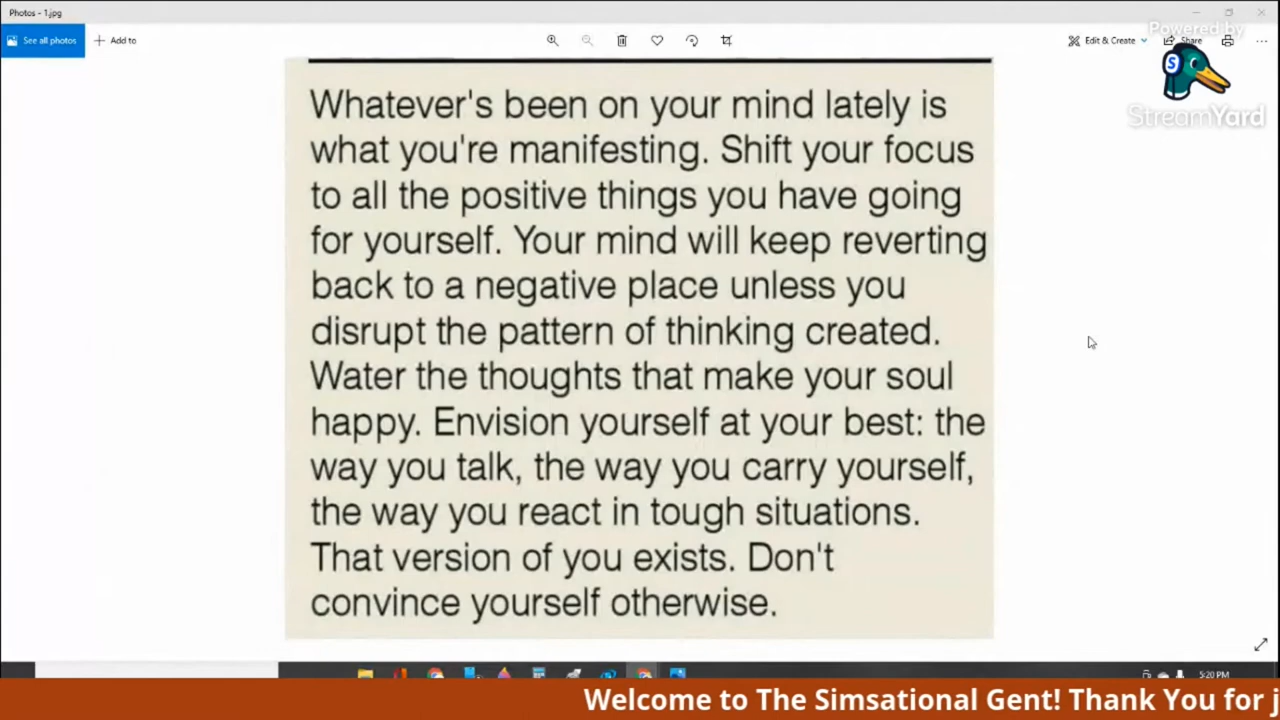 Photos - 1.jpg
See all photos
Add to
Edit & Create
Share
Powered by
S
StreamYard
Whatever's been on your mind lately is
what you're manifesting. Shift your focus
to all the positive things you have going
for yourself. Your mind will keep reverting
back to a negative place unless you
disrupt the pattern of thinking created.
Water the thoughts that make your soul
happy. Envision yourself at your best: the
way you talk, the way you carry yourself,
the way you react in tough situations.
That version of you exists. Don't
convince yourself otherwise.
5:20 PM
Welcome to The Simsational Gent! Thank You for j